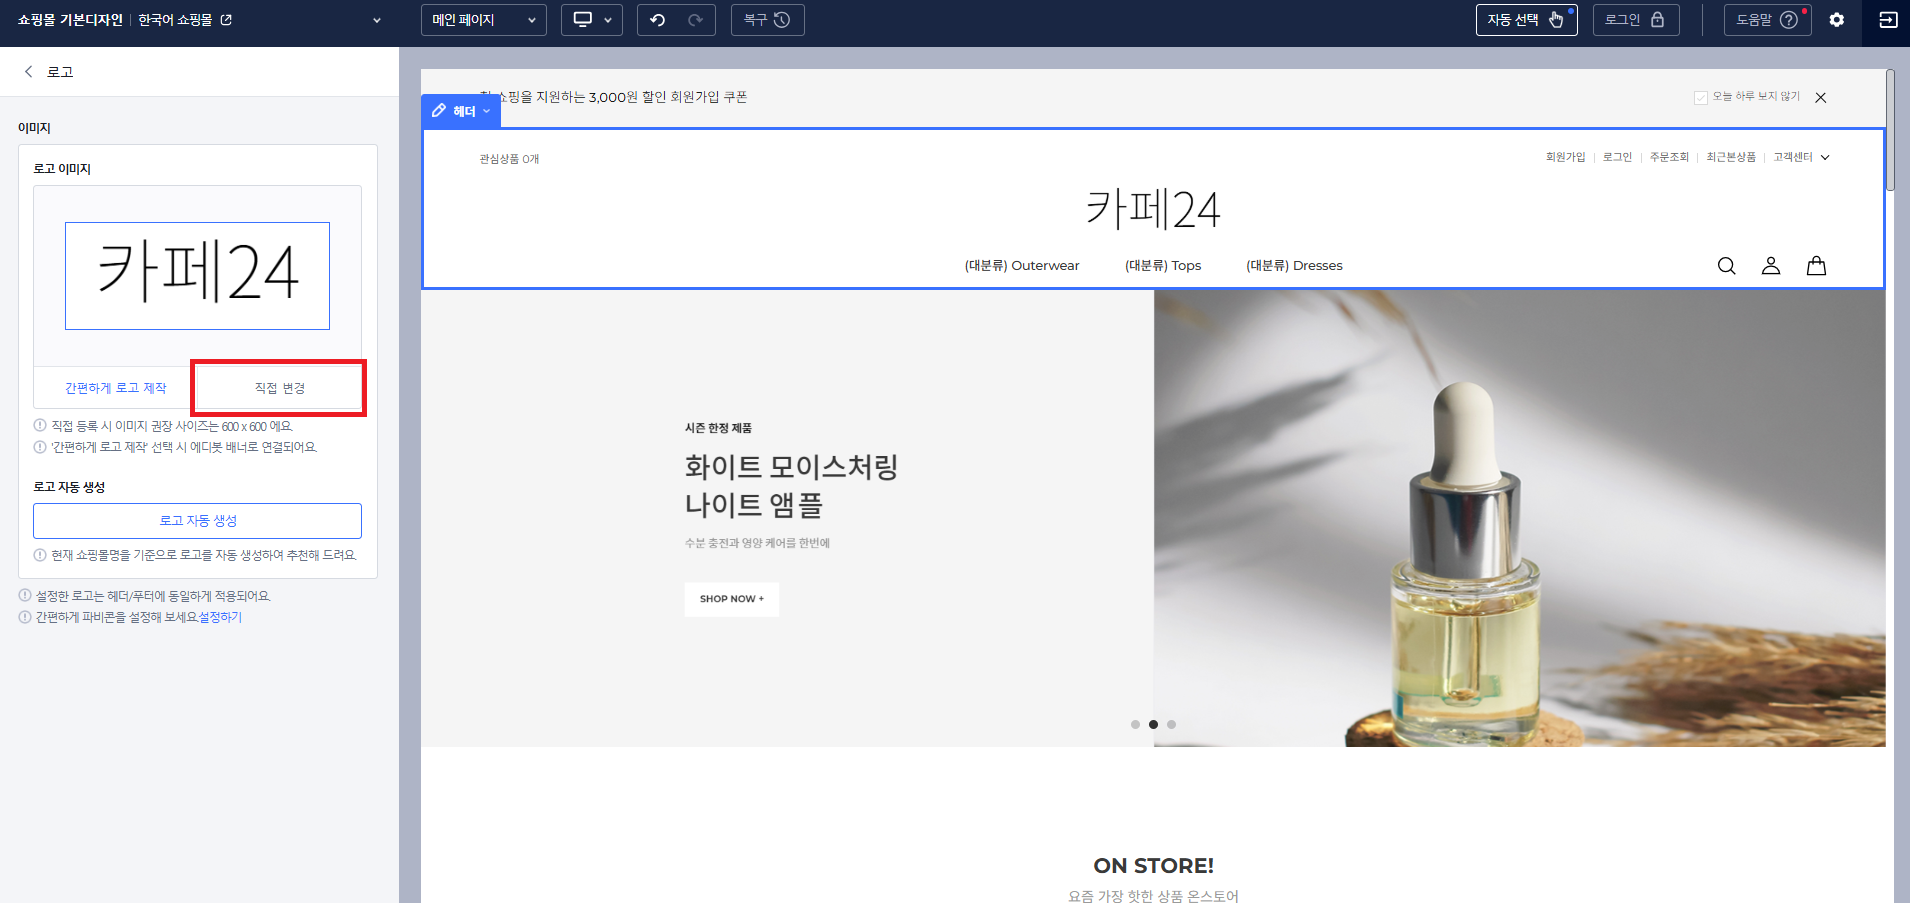 쇼핑몰 기본디자인 | 한국어 쇼핑몰
메인 페이지
복구
자동 선택
로그인
도움말
로고
이미지
로고 이미지
카페24
간편하게 로고 제작
직접 변경
직접 등록 시 이미지 권장 사이즈는 600 x 600 에요.
'간편하게 로고 제작' 선택 시 에디봇 배너로 연결되어요.
로고 자동 생성
로고 자동 생성
현재 쇼핑몰명을 기준으로 로고를 자동 생성하여 추천해 드려요.
설정한 로고는 헤더/푸터에 동일하게 적용되어요.
간편하게 파비콘을 설정해 보세요.설정하기
쇼핑을 지원하는 3,000원 할인 회원가입 쿠폰
오늘 하루 보지 않기
헤더
관심상품 0개
회원가입 | 로그인 | 주문조회 | 최근본상품 | 고객센터
카페24
(대분류) Outerwear
(대분류) Tops
(대분류) Dresses
시즌 한정 제품
화이트 모이스처링
나이트 앰플
수분 충전과 영양 케어를 한번에
SHOP NOW +
ON STORE!
요즘 가장 핫한 상품 온스토어